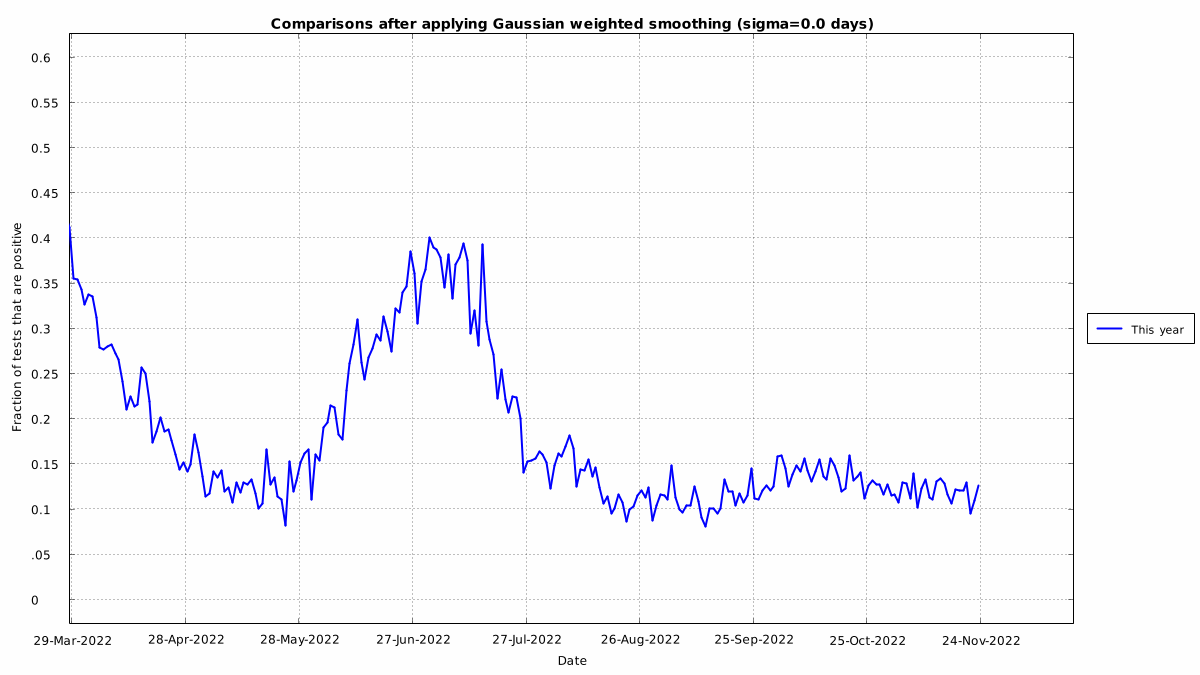 Comparisons after applying Gaussian weighted smoothing (sigma=0.0 days)
0.6
0.55
0.5
0.45
0.4
0.35
0.3
0.25
0.2
0.15
0.1
.05
0
Fraction of tests that are positive
29-Mar-2022 28-Apr-2022 28-May-2022 27-Jun-2022 27-Jul-2022 26-Aug-2022 25-Sep-2022 25-Oct-2022 24-Nov-2022
Date
This year